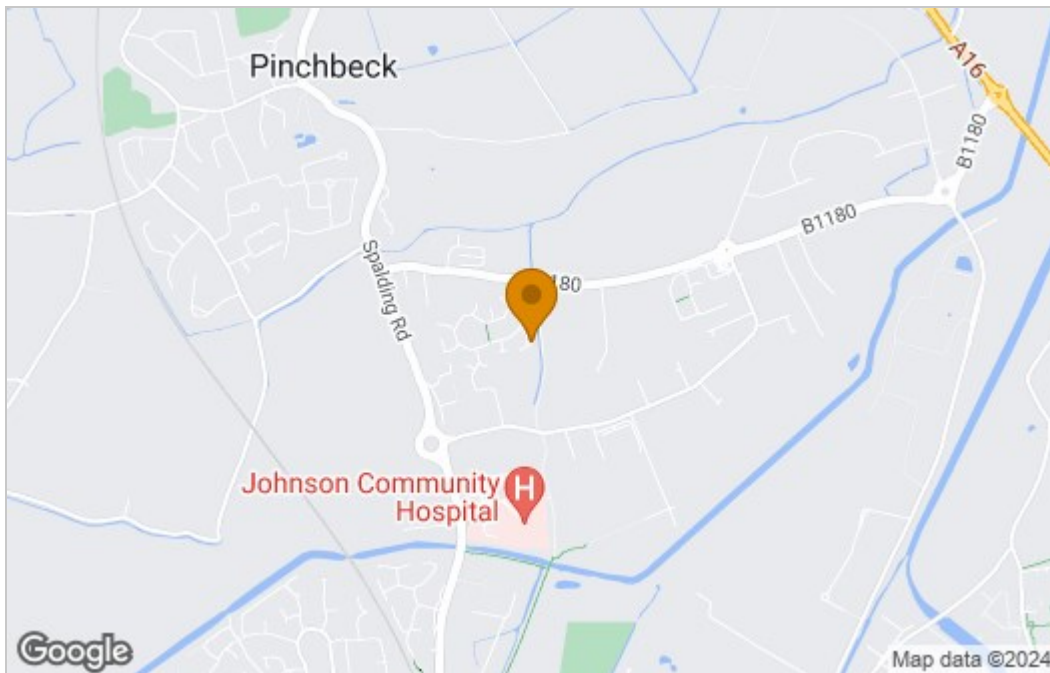 Pinchbeck
A16
B1180
B1180
Spalding Rd
180
Johnson Community
Hospital
H
Google
Map data ©2024